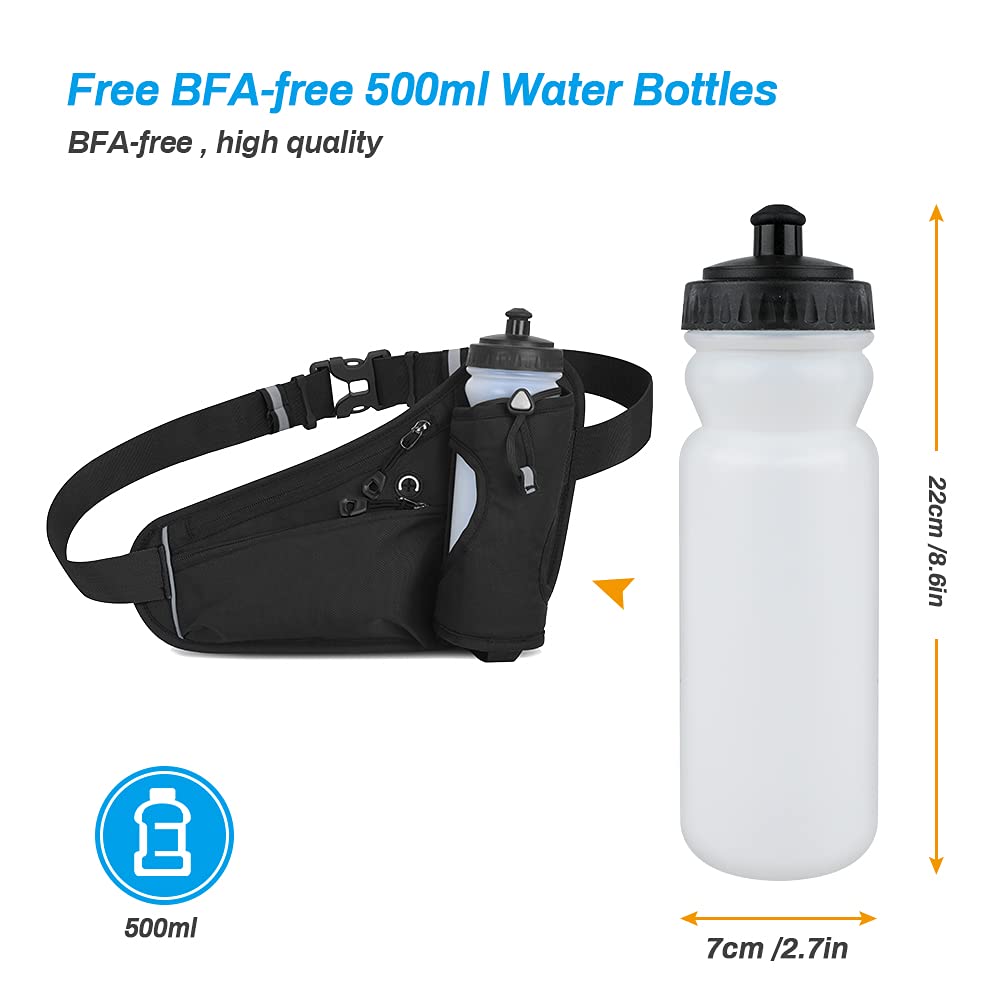 Free BFA-free 500ml Water Bottles
BFA-free , high quality
22cm /8.6in
500ml
7cm /2.7in